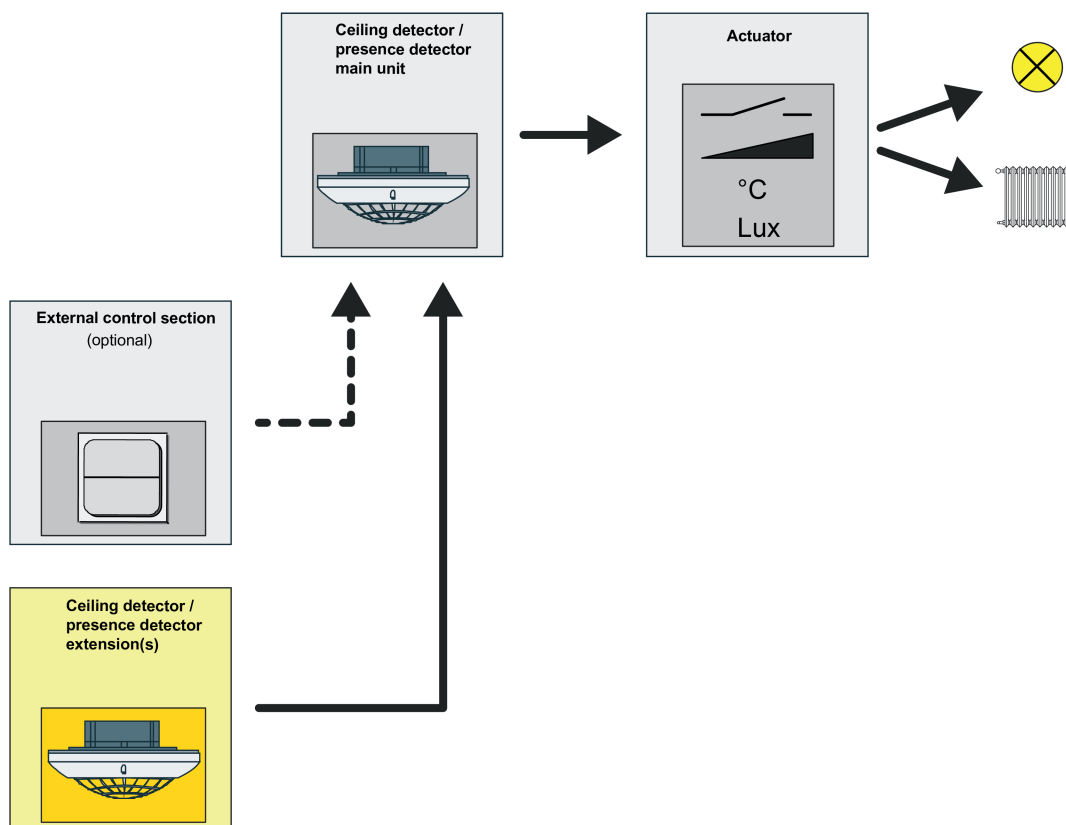 Ceiling detector /
presence detector
main unit
Actuator
°C
Lux
External control section
(optional)
Ceiling detector /
presence detector
extension(s)